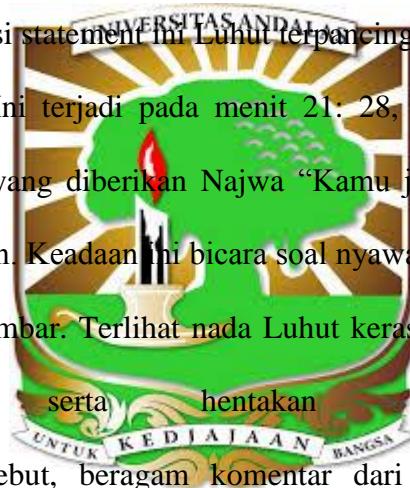 UNIVERSITAS ANDALAS
si statement ini Luhut terpancing
ini terjadi pada menit 21: 28,
yang diberikan Najwa “Kamu j
n. Keadaan ini bicara soal nyawa
mbar. Terlihat nada Luhut keras
serta hentakan
UNTUK KEDJAJAAN BANGSA
ebut, beragam komentar dari